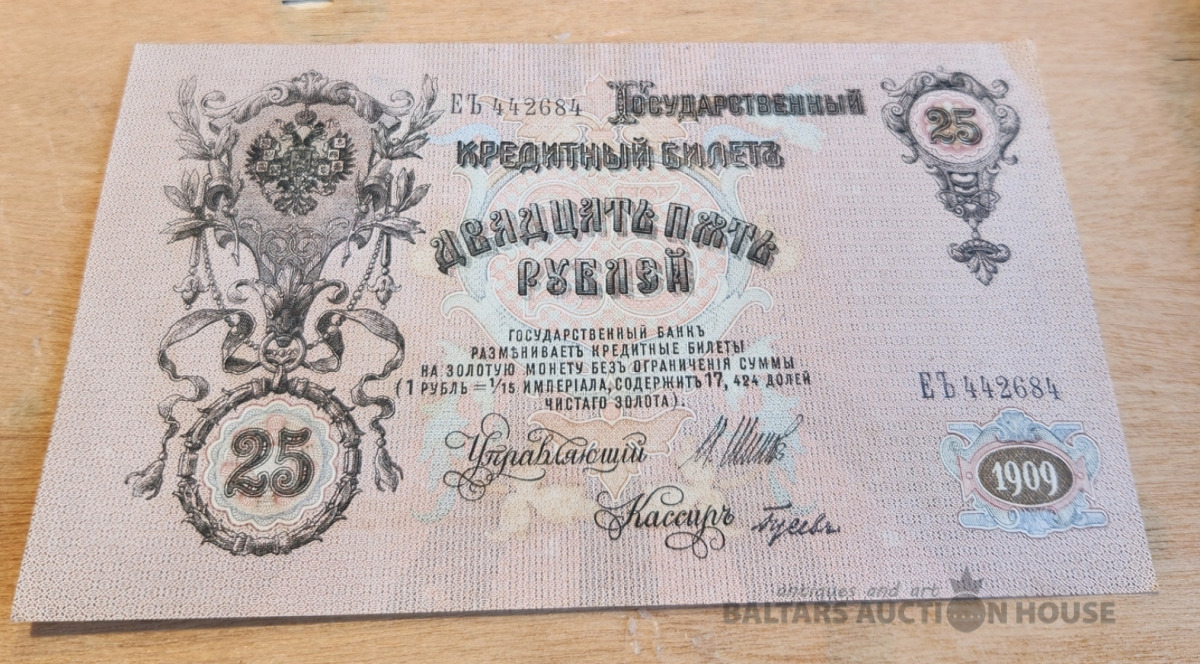 ЕЪ 442684 Государственный 25
кредитный билетъ
двадцать пять
рублей
ГОСУДАРСТВЕННЫЙ БАНКЪ
РАЗМѢНИВАЕТЪ КРЕДИТНЫЕ БИЛЕТЫ
НА ЗОЛОТУЮ МОНЕТУ БЕЗЪ ОГРАНИЧЕНІЯ СУММЫ
(1 РУБЛЬ = 1/15 ИМПЕРІАЛА, СОДЕРЖИТЪ 17, 424 ДОЛЕЙ
ЧИСТАГО ЗОЛОТА).
ЕЪ 442684
25
Управляющій И. Шипов
1909
Кассиръ Гусевъ
antiques and art
BALTARS AUCTION HOUSE